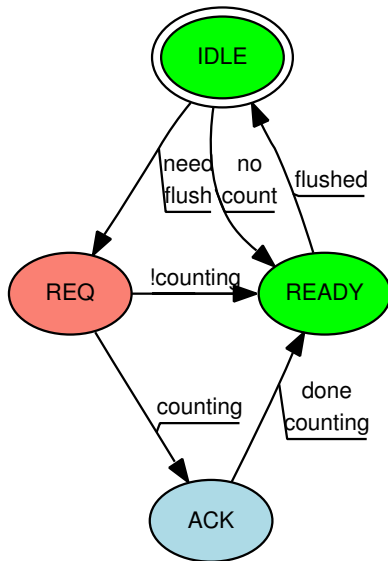 IDLE
need
flush
no
count
flushed
REQ
!counting
READY
counting
done
counting
ACK